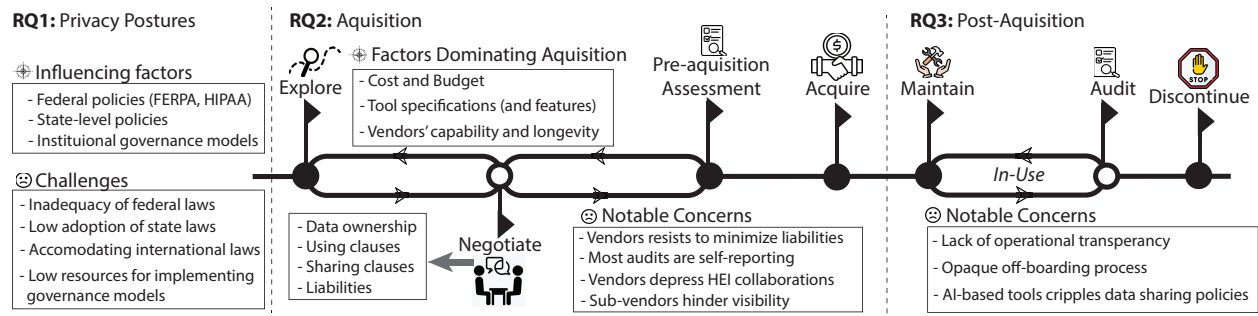 RQ1: Privacy Postures
Influencing factors
- Federal policies (FERPA, HIPAA)
- State-level policies
- Instituional governance models
Challenges
- Inadequacy of federal laws
- Low adoption of state laws
- Accomodating international laws
- Low resources for implementing
governance models
RQ2: Aquisition
Explore
Factors Dominating Aquisition
- Cost and Budget
- Tool specifications (and features)
- Vendors' capability and longevity
Pre-aquisition
Assessment
Acquire
- Data ownership
- Using clauses
- Sharing clauses
- Liabilities
Negotiate
Notable Concerns
- Vendors resists to minimize liabilities
- Most audits are self-reporting
- Vendors depress HEI collaborations
- Sub-vendors hinder visibility
RQ3: Post-Aquisition
Maintain
Audit
STOP
Discontinue
In-Use
Notable Concerns
- Lack of operational transperancy
- Opaque off-boarding process
- AI-based tools cripples data sharing policies